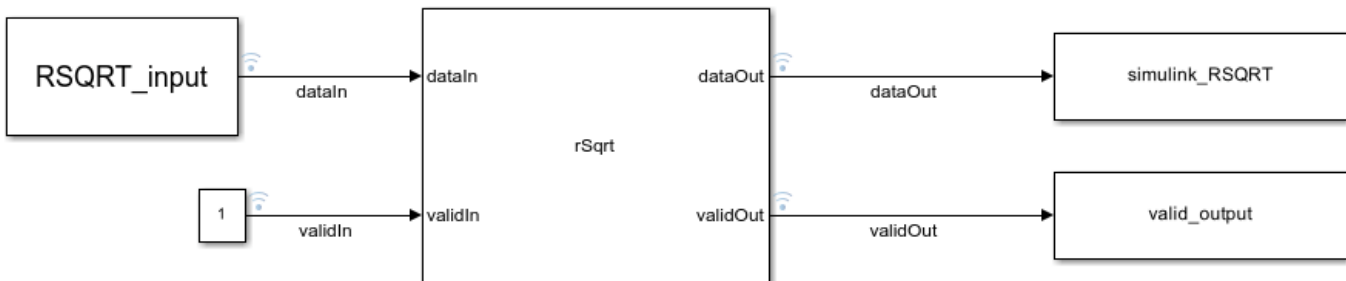 RSQRT_input
dataIn
dataIn
dataOut
dataOut
simulink_RSQRT
rSqrt
1
validIn
validIn
validOut
validOut
valid_output